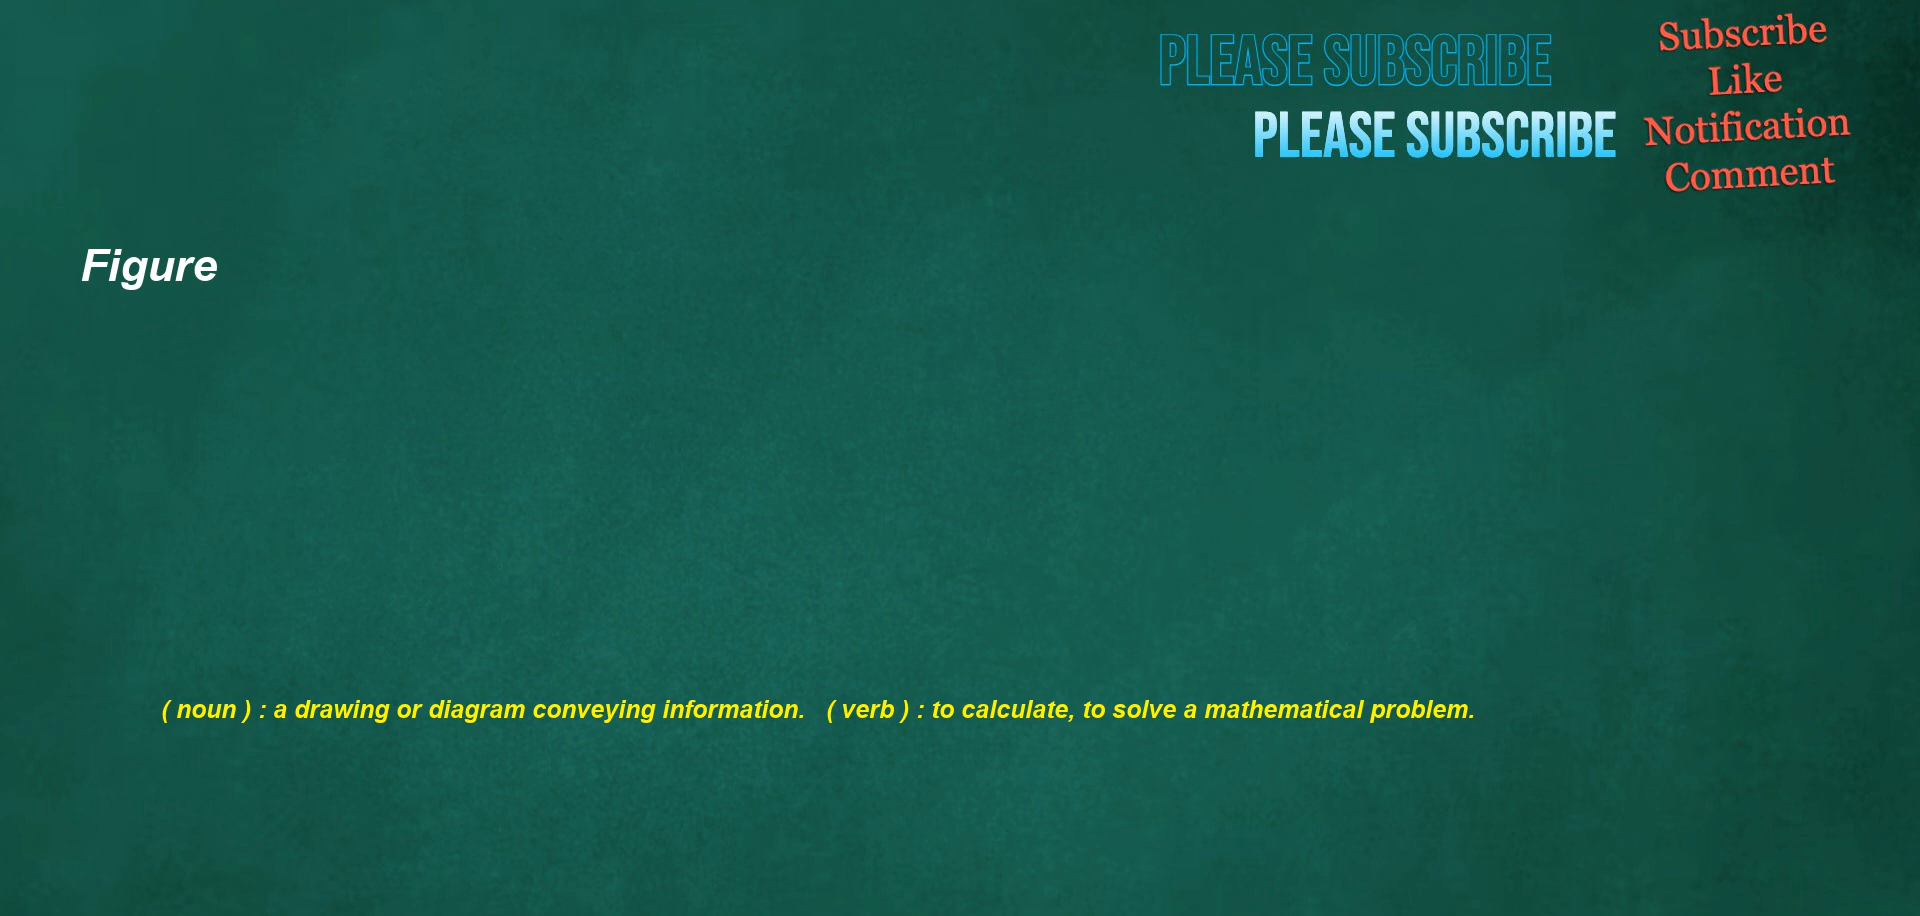 PLEASE SUBSCRIBE
PLEASE SUBSCRIBE
Subscribe
Like
Notification
Comment
Figure
( noun ) : a drawing or diagram conveying information.   ( verb ) : to calculate, to solve a mathematical problem.